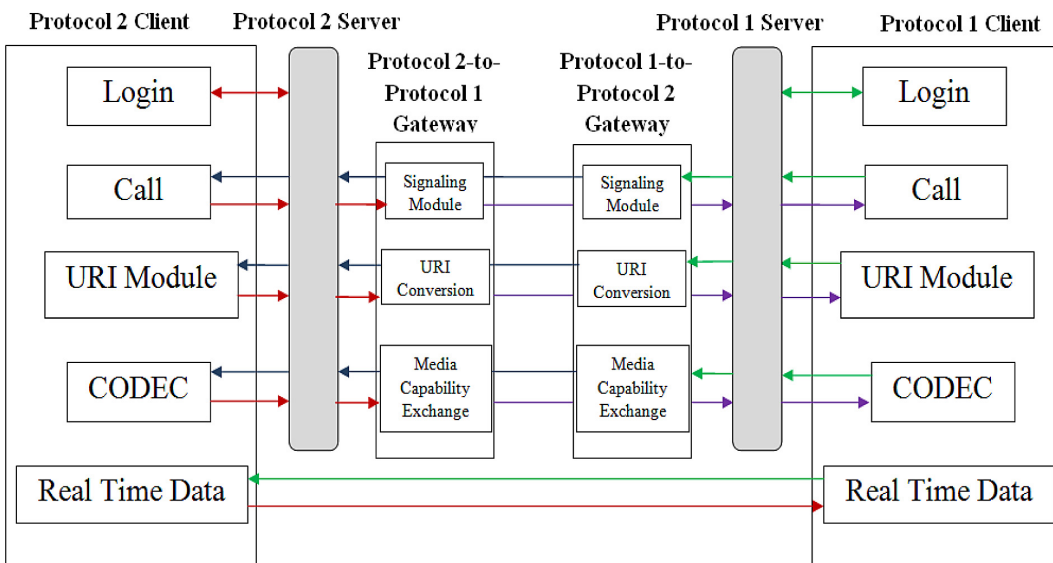 Protocol 2 Client
Protocol 2 Server
Protocol 1 Server
Protocol 1 Client
Protocol 2-to-
Protocol 1
Gateway
Protocol 1-to-
Protocol 2
Gateway
Login
Login
Call
Signaling
Module
Signaling
Module
Call
URI Module
URI
Conversion
URI
Conversion
URI Module
CODEC
Media
Capability
Exchange
Media
Capability
Exchange
CODEC
Real Time Data
Real Time Data